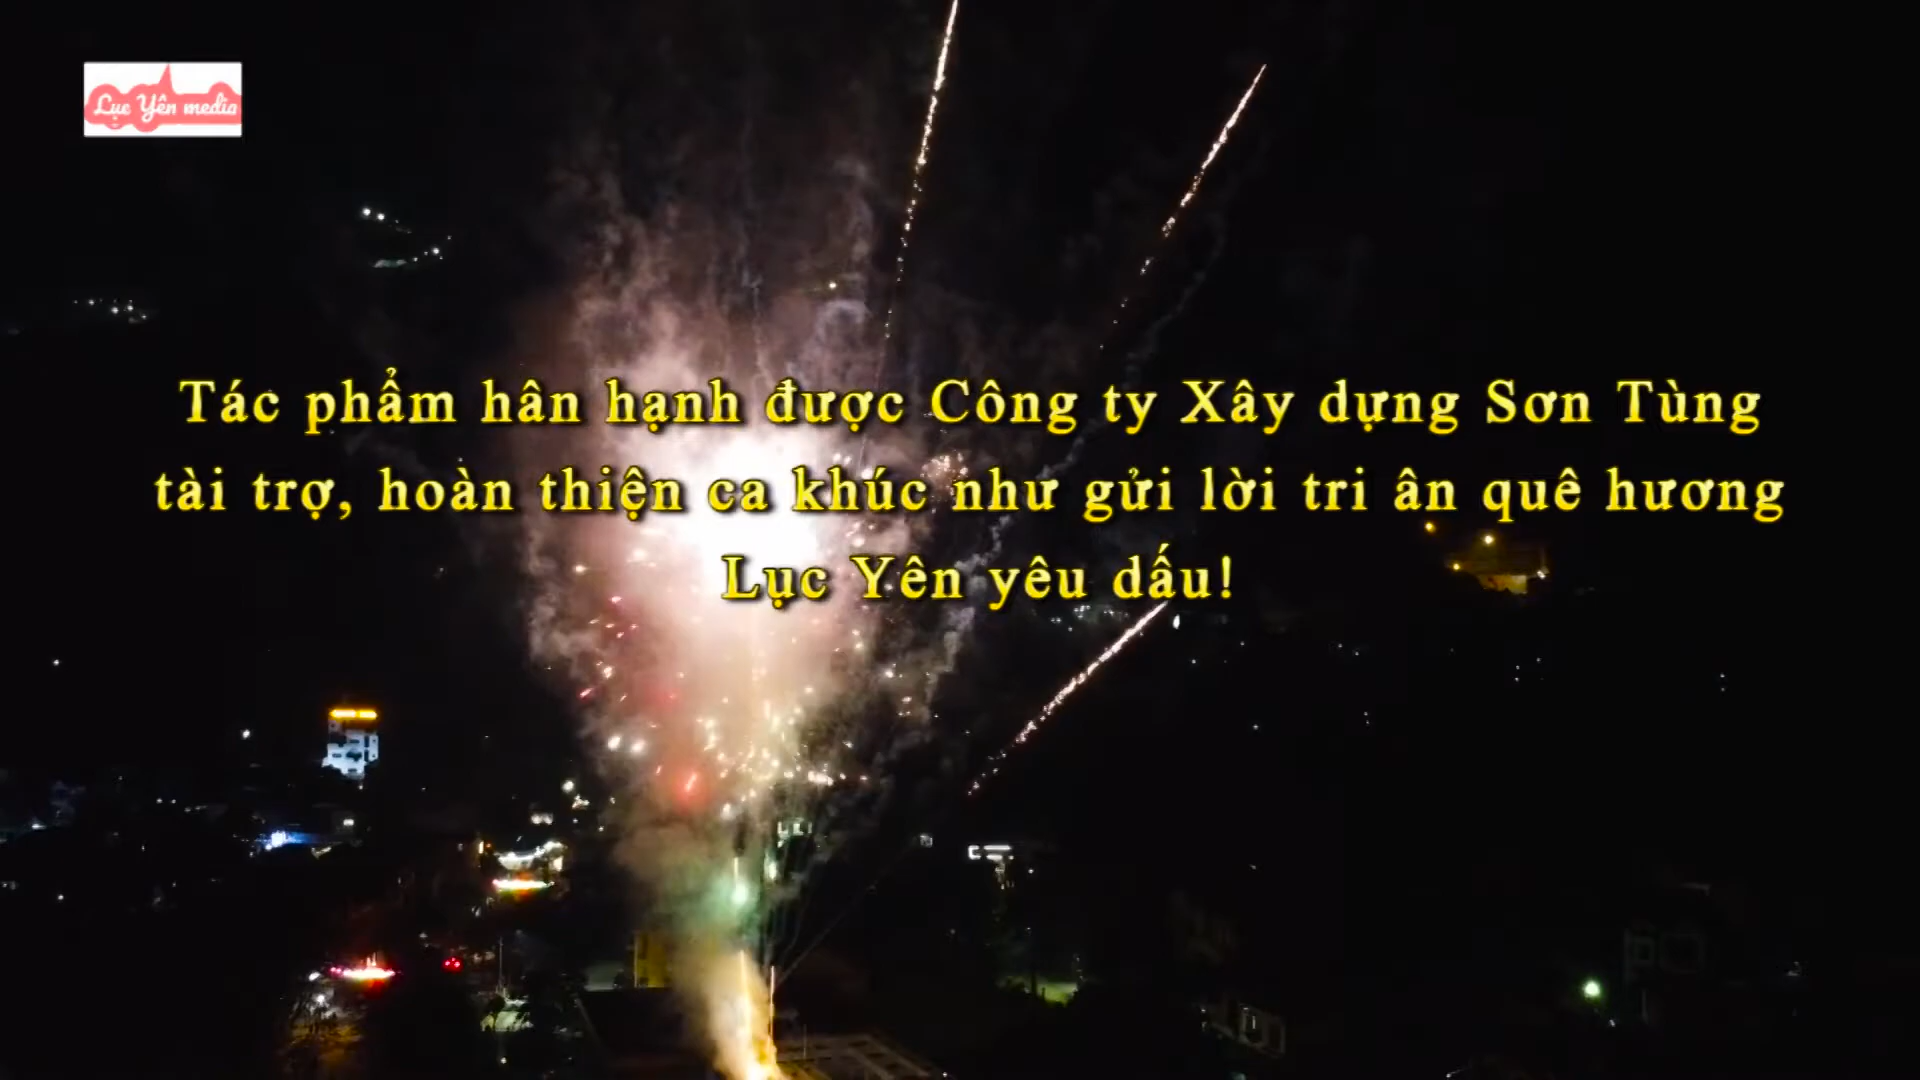 Lục Yên media
Tác phẩm hân hạnh được Công ty Xây dựng Sơn Tùng
tài trợ, hoàn thiện ca khúc như gửi lời tri ân quê hương
Lục Yên yêu dấu!